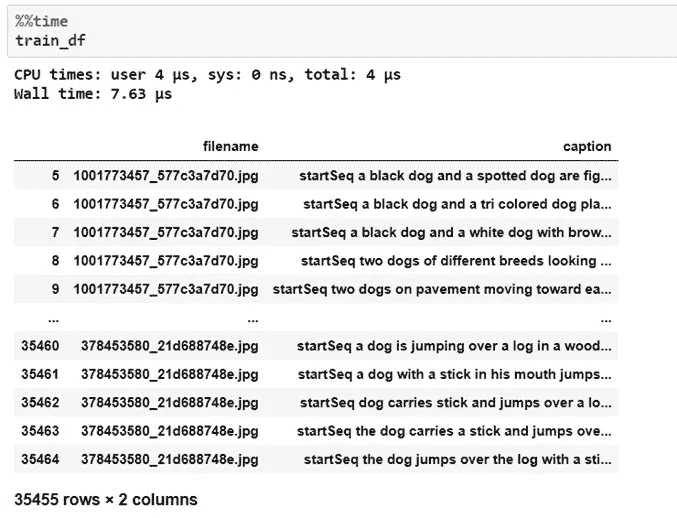 %%time
train_df
CPU times: user 4 µs, sys: 0 ns, total: 4 µs
Wall time: 7.63 µs
filename caption
5 1001773457_577c3a7d70.jpg startSeq a black dog and a spotted dog are fig...
6 1001773457_577c3a7d70.jpg startSeq a black dog and a tri colored dog pla...
7 1001773457_577c3a7d70.jpg startSeq a black dog and a white dog with brow...
8 1001773457_577c3a7d70.jpg startSeq two dogs of different breeds looking ...
9 1001773457_577c3a7d70.jpg startSeq two dogs on pavement moving toward ea...
... ... ...
35460 378453580_21d688748e.jpg startSeq a dog is jumping over a log in a wood...
35461 378453580_21d688748e.jpg startSeq a dog with a stick in his mouth jumps...
35462 378453580_21d688748e.jpg startSeq dog carries stick and jumps over a lo...
35463 378453580_21d688748e.jpg startSeq the dog carries a stick and jumps ove...
35464 378453580_21d688748e.jpg startSeq the dog jumps over the log with a sti...
35455 rows × 2 columns